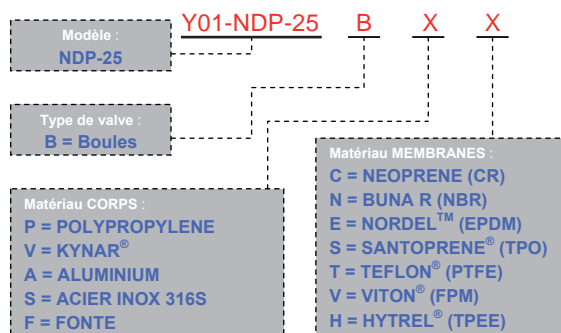 Y01-NDP-25 B X X
Modèle :
NDP-25
Type de valve :
B = Boules
Matériau CORPS :
P = POLYPROPYLENE
V = KYNAR®
A = ALUMINIUM
S = ACIER INOX 316S
F = FONTE
Matériau MEMBRANES :
C = NEOPRENE (CR)
N = BUNA R (NBR)
E = NORDEL™ (EPDM)
S = SANTOPRENE® (TPO)
T = TEFLON® (PTFE)
V = VITON® (FPM)
H = HYTREL® (TPEE)